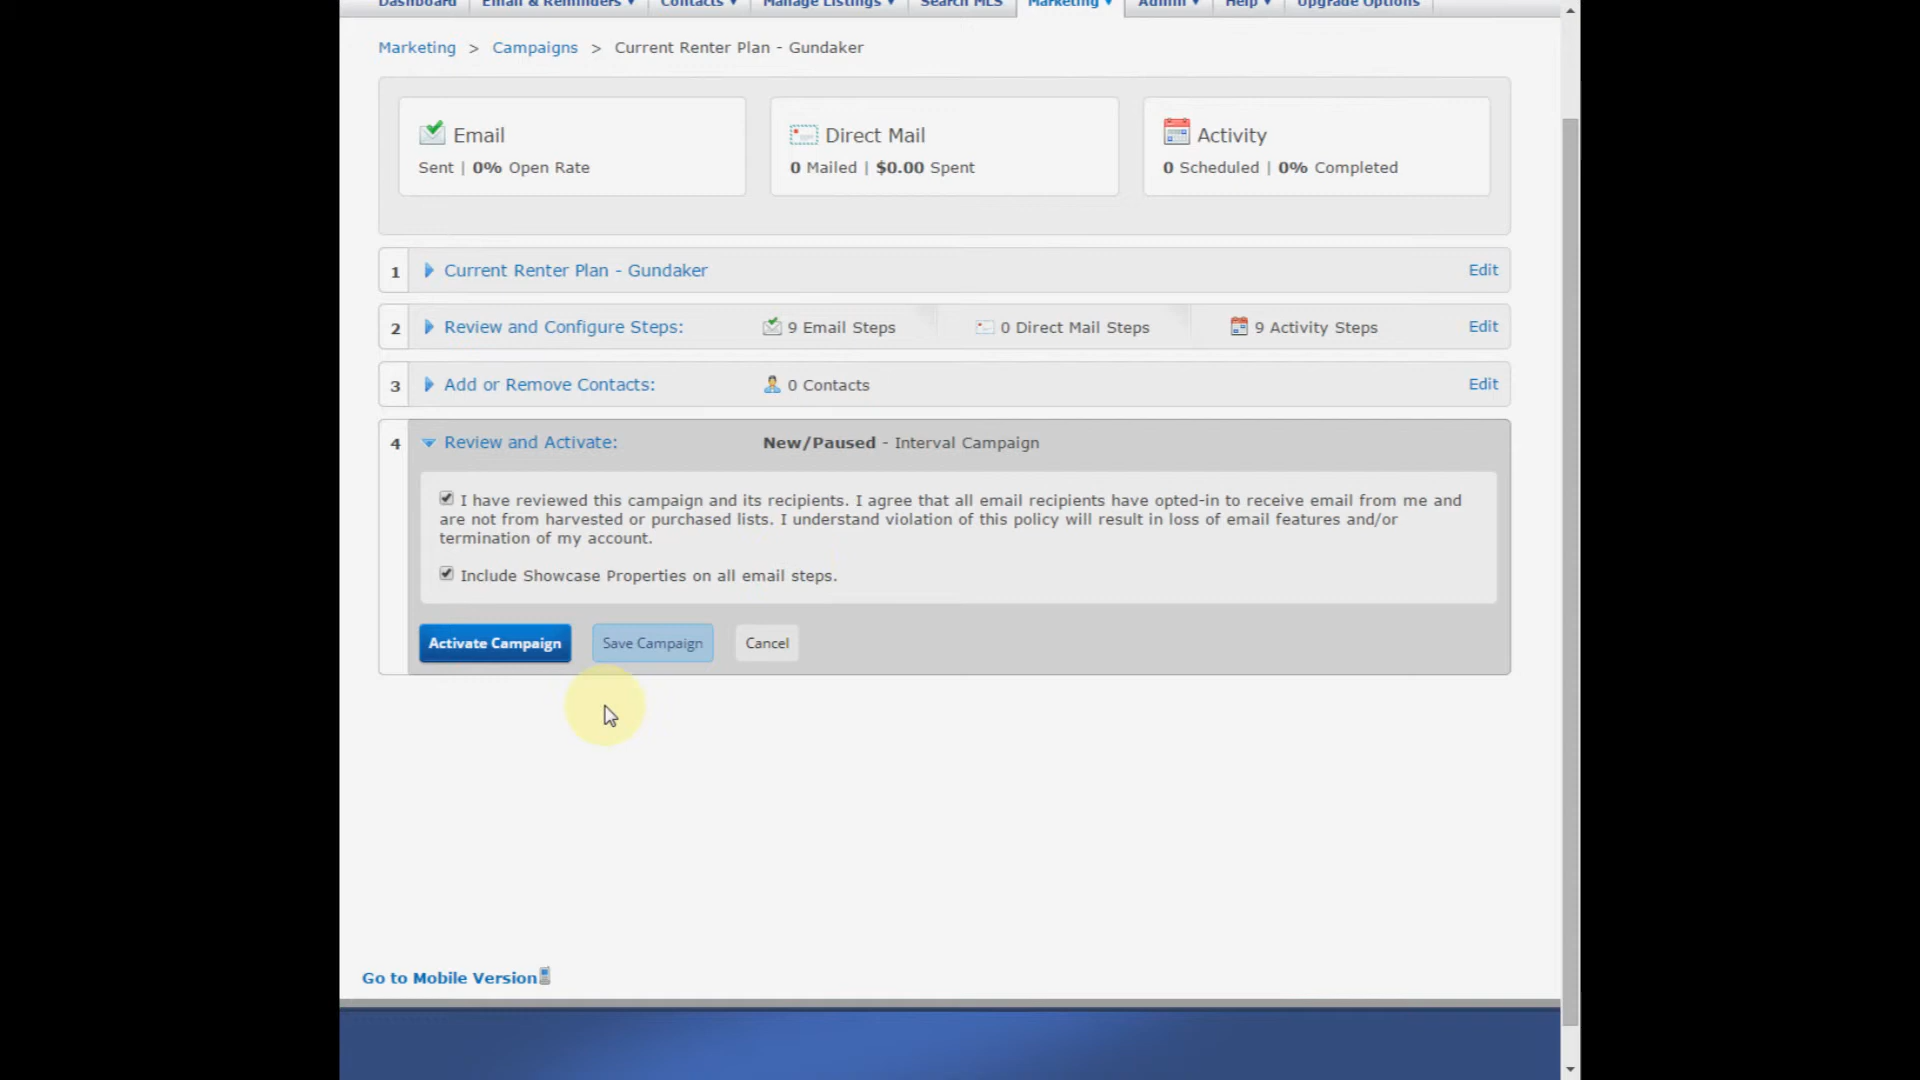 Dashboard Email & Reminders Contacts Manage Listings Search MLS Marketing Admin Help Upgrade Options
Marketing > Campaigns > Current Renter Plan - Gundaker
Email
Sent | 0% Open Rate
Direct Mail
0 Mailed | $0.00 Spent
Activity
0 Scheduled | 0% Completed
1 Current Renter Plan - Gundaker Edit
2 Review and Configure Steps: 9 Email Steps 0 Direct Mail Steps 9 Activity Steps Edit
3 Add or Remove Contacts: 0 Contacts Edit
4 Review and Activate: New/Paused - Interval Campaign
I have reviewed this campaign and its recipients. I agree that all email recipients have opted-in to receive email from me and
are not from harvested or purchased lists. I understand violation of this policy will result in loss of email features and/or
termination of my account.
Include Showcase Properties on all email steps.
Activate Campaign Save Campaign Cancel
Go to Mobile Version